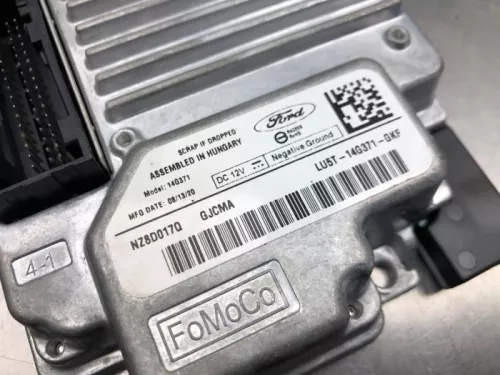 Ford
SCRAP IF DROPPED
ASSEMBLED IN HUNGARY
Model: 14G371
MFG DATE: 08/13/20
DC 12V
Negative Ground
NZ8D017Q
GJCMA
LU5T-14G371-GKF
4-1
FoMoCo